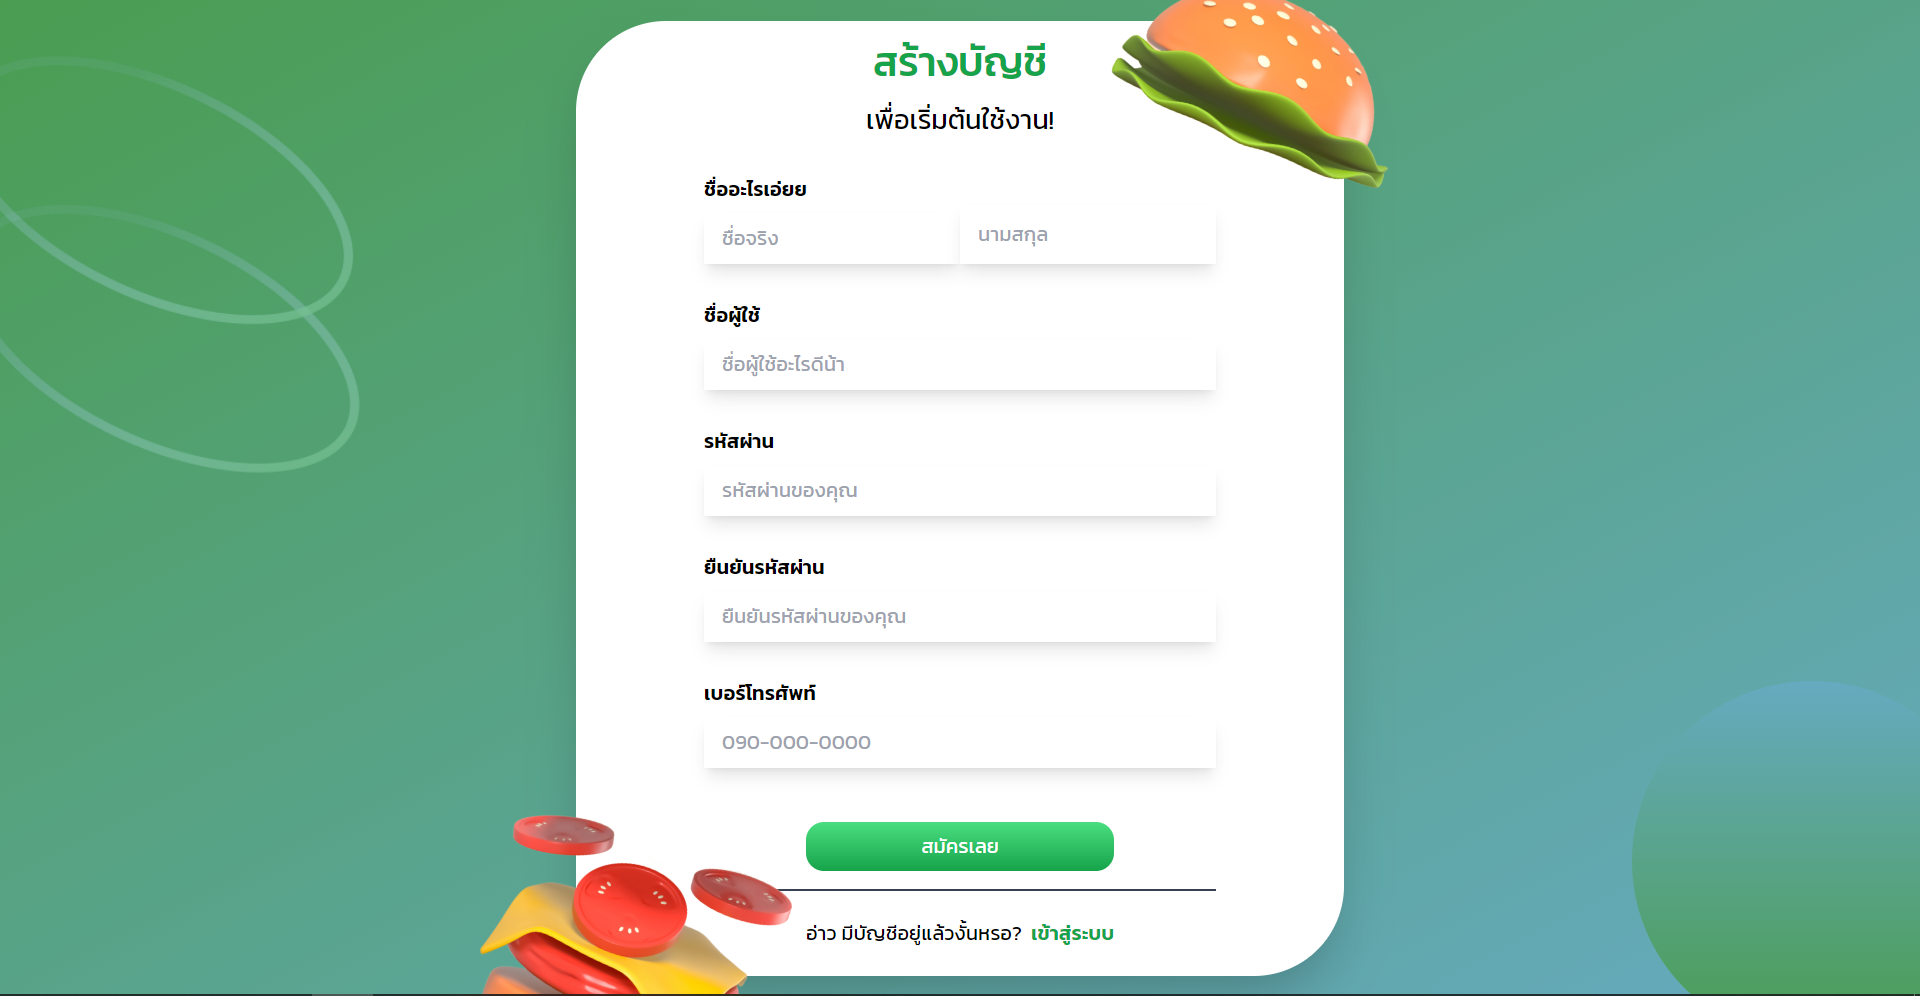 สร้างบัญชี
เพื่อเริ่มต้นใช้งาน!
ชื่ออะไรเอ่ยย
ชื่อจริง นามสกุล
ชื่อผู้ใช้
ชื่อผู้ใช้อะไรดีน้า
รหัสผ่าน
รหัสผ่านของคุณ
ยืนยันรหัสผ่าน
ยืนยันรหัสผ่านของคุณ
เบอร์โทรศัพท์
090-000-0000
สมัครเลย
อ่าว มีบัญชีอยู่แล้วงั้นหรอ? เข้าสู่ระบบ